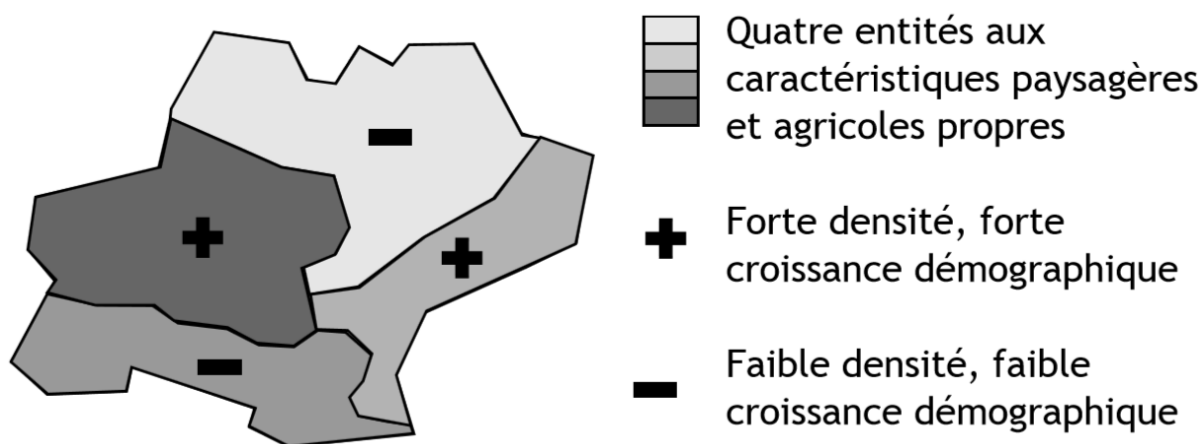 Quatre entités aux
caractéristiques paysagères
et agricoles propres
Forte densité, forte
croissance démographique
Faible densité, faible
croissance démographique